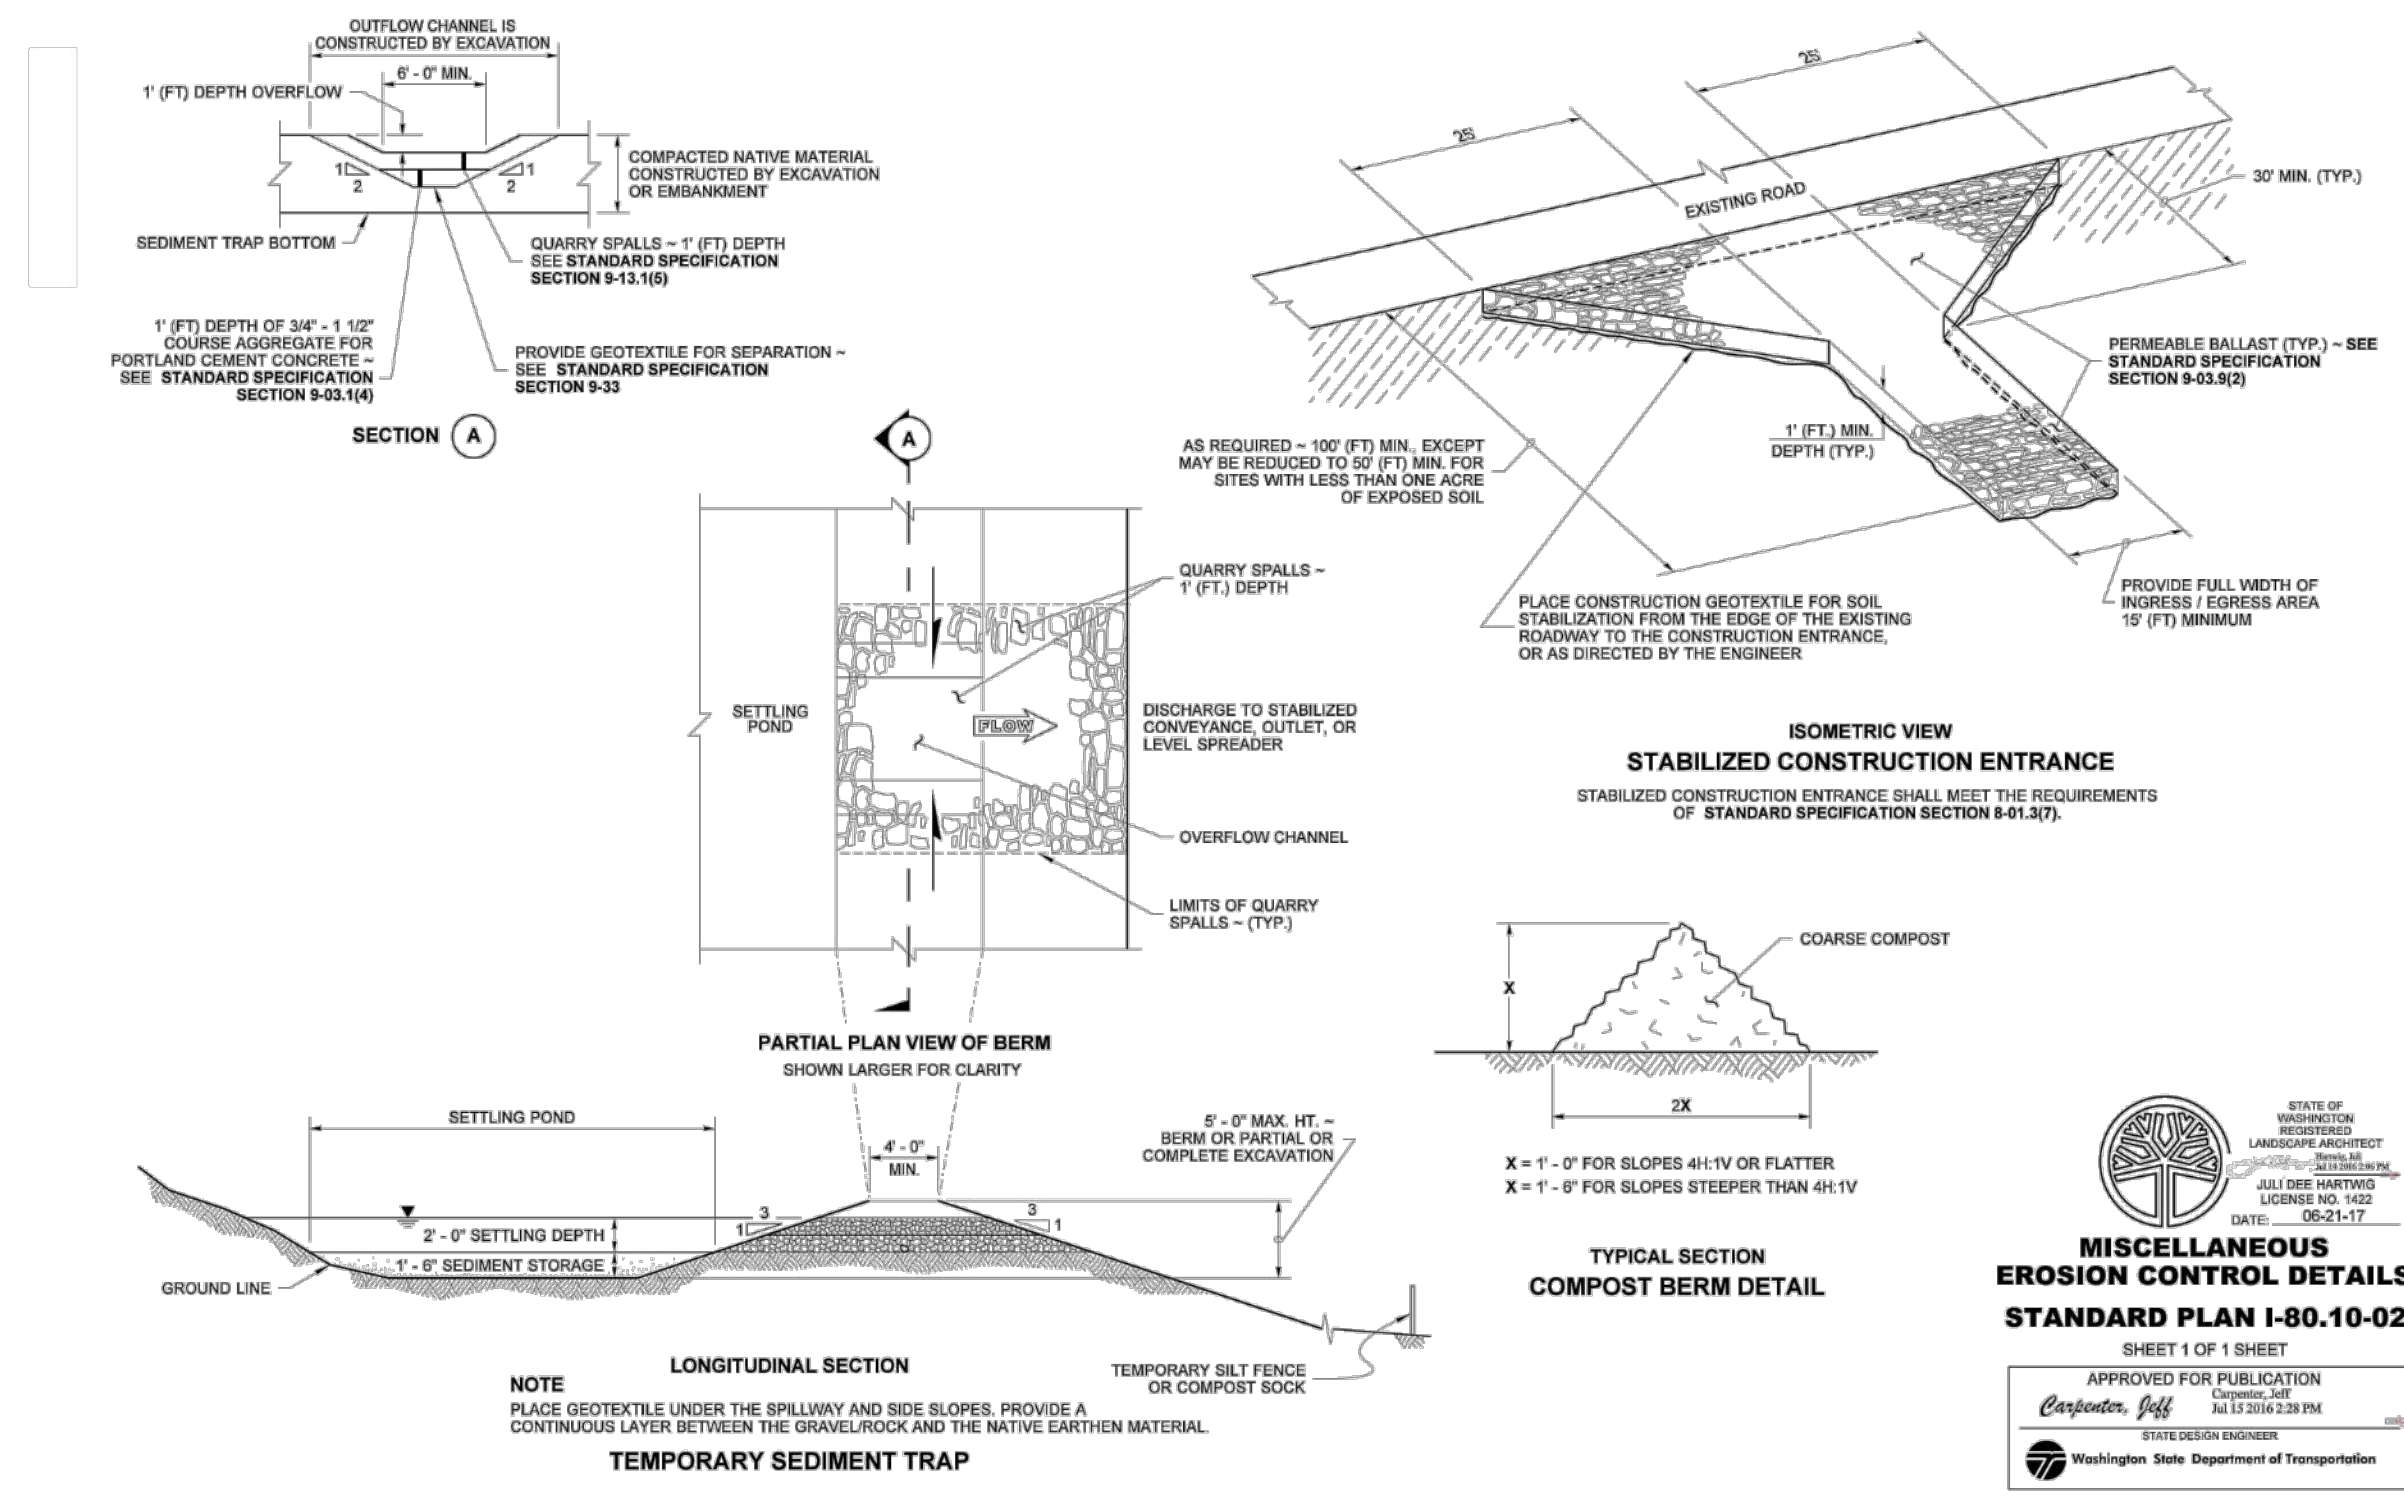 OUTFLOW CHANNEL IS
CONSTRUCTED BY EXCAVATION
6' - 0" MIN.
1' (FT) DEPTH OVERFLOW
1
2
1
2
COMPACTED NATIVE MATERIAL
CONSTRUCTED BY EXCAVATION
OR EMBANKMENT
SEDIMENT TRAP BOTTOM
QUARRY SPALLS ~ 1' (FT) DEPTH
SEE STANDARD SPECIFICATION
SECTION 9-13.1(5)
1' (FT) DEPTH OF 3/4" - 1 1/2"
COURSE AGGREGATE FOR
PORTLAND CEMENT CONCRETE ~
SEE STANDARD SPECIFICATION
SECTION 9-03.1(4)
PROVIDE GEOTEXTILE FOR SEPARATION ~
SEE STANDARD SPECIFICATION
SECTION 9-33
SECTION A
A
SETTLING
POND
FLOW
QUARRY SPALLS ~
1' (FT.) DEPTH
DISCHARGE TO STABILIZED
CONVEYANCE, OUTLET, OR
LEVEL SPREADER
OVERFLOW CHANNEL
LIMITS OF QUARRY
SPALLS ~ (TYP.)
PARTIAL PLAN VIEW OF BERM
SHOWN LARGER FOR CLARITY
SETTLING POND
4' - 0"
MIN.
5' - 0" MAX. HT. ~
BERM OR PARTIAL OR
COMPLETE EXCAVATION
3
1
3
1
2' - 0" SETTLING DEPTH
1' - 6" SEDIMENT STORAGE
GROUND LINE
TEMPORARY SILT FENCE
OR COMPOST SOCK
LONGITUDINAL SECTION
NOTE
PLACE GEOTEXTILE UNDER THE SPILLWAY AND SIDE SLOPES. PROVIDE A
CONTINUOUS LAYER BETWEEN THE GRAVEL/ROCK AND THE NATIVE EARTHEN MATERIAL.
TEMPORARY SEDIMENT TRAP
25'
25'
EXISTING ROAD
30' MIN. (TYP.)
PERMEABLE BALLAST (TYP.) ~ SEE
STANDARD SPECIFICATION
SECTION 9-03.9(2)
1' (FT.) MIN.
DEPTH (TYP.)
AS REQUIRED ~ 100' (FT) MIN., EXCEPT
MAY BE REDUCED TO 50' (FT) MIN. FOR
SITES WITH LESS THAN ONE ACRE
OF EXPOSED SOIL
PLACE CONSTRUCTION GEOTEXTILE FOR SOIL
STABILIZATION FROM THE EDGE OF THE EXISTING
ROADWAY TO THE CONSTRUCTION ENTRANCE,
OR AS DIRECTED BY THE ENGINEER
PROVIDE FULL WIDTH OF
INGRESS / EGRESS AREA
15' (FT) MINIMUM
ISOMETRIC VIEW
STABILIZED CONSTRUCTION ENTRANCE
STABILIZED CONSTRUCTION ENTRANCE SHALL MEET THE REQUIREMENTS
OF STANDARD SPECIFICATION SECTION 8-01.3(7).
COARSE COMPOST
X
2X
X = 1' - 0" FOR SLOPES 4H:1V OR FLATTER
X = 1' - 6" FOR SLOPES STEEPER THAN 4H:1V
TYPICAL SECTION
COMPOST BERM DETAIL
STATE OF
WASHINGTON
REGISTERED
LANDSCAPE ARCHITECT
Hartwig, Juli
Jul 14 2016 2:06 PM
JULI DEE HARTWIG
LICENSE NO. 1422
DATE: 06-21-17
MISCELLANEOUS
EROSION CONTROL DETAILS
STANDARD PLAN I-80.10-02
SHEET 1 OF 1 SHEET
APPROVED FOR PUBLICATION
Carpenter, Jeff
Carpenter, Jeff
Jul 15 2016 2:28 PM
STATE DESIGN ENGINEER
Washington State Department of Transportation